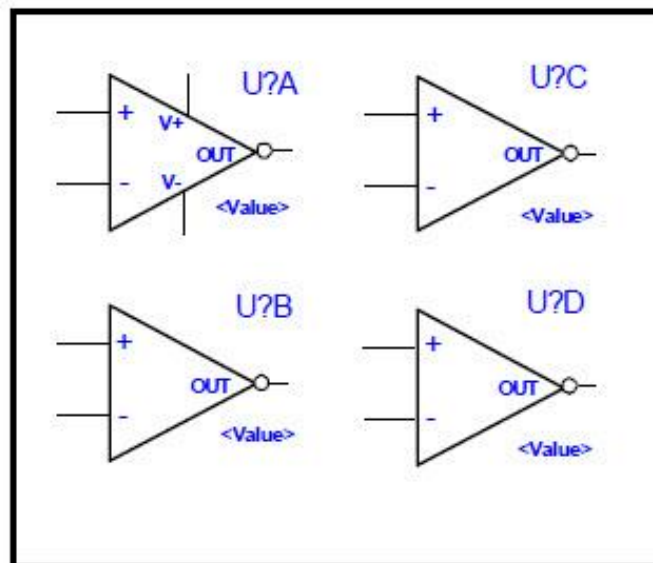 U?A
+
V+
OUT
-
V-
<Value>
U?C
+
OUT
-
<Value>
U?B
+
OUT
-
<Value>
U?D
+
OUT
-
<Value>